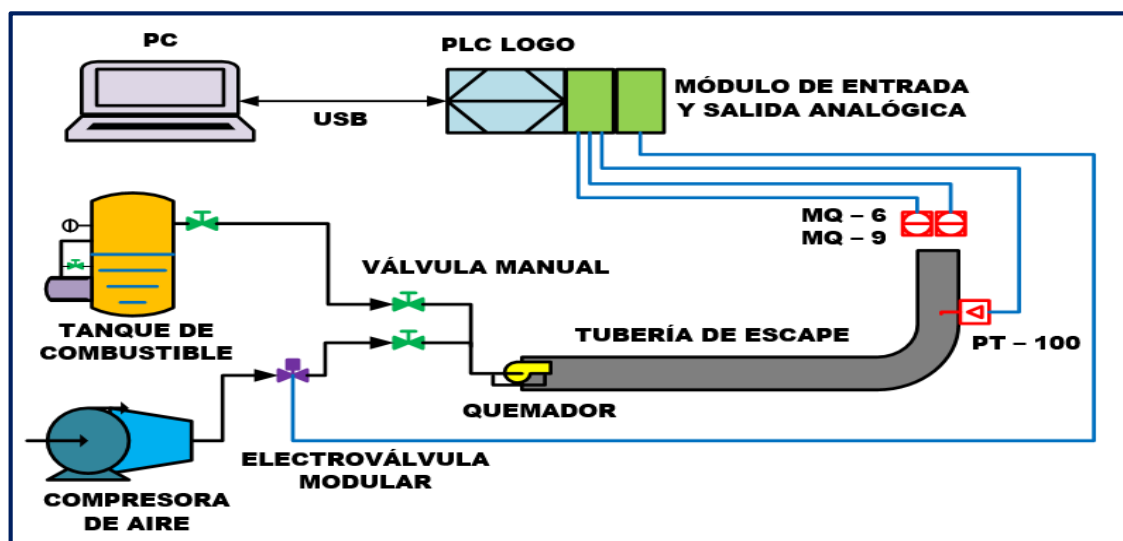 PC
PLC LOGO
USB
MÓDULO DE ENTRADA
Y SALIDA ANALÓGICA
MQ – 6
MQ – 9
VÁLVULA MANUAL
TANQUE DE
COMBUSTIBLE
TUBERÍA DE ESCAPE
PT – 100
QUEMADOR
ELECTROVÁLVULA
MODULAR
COMPRESORA
DE AIRE